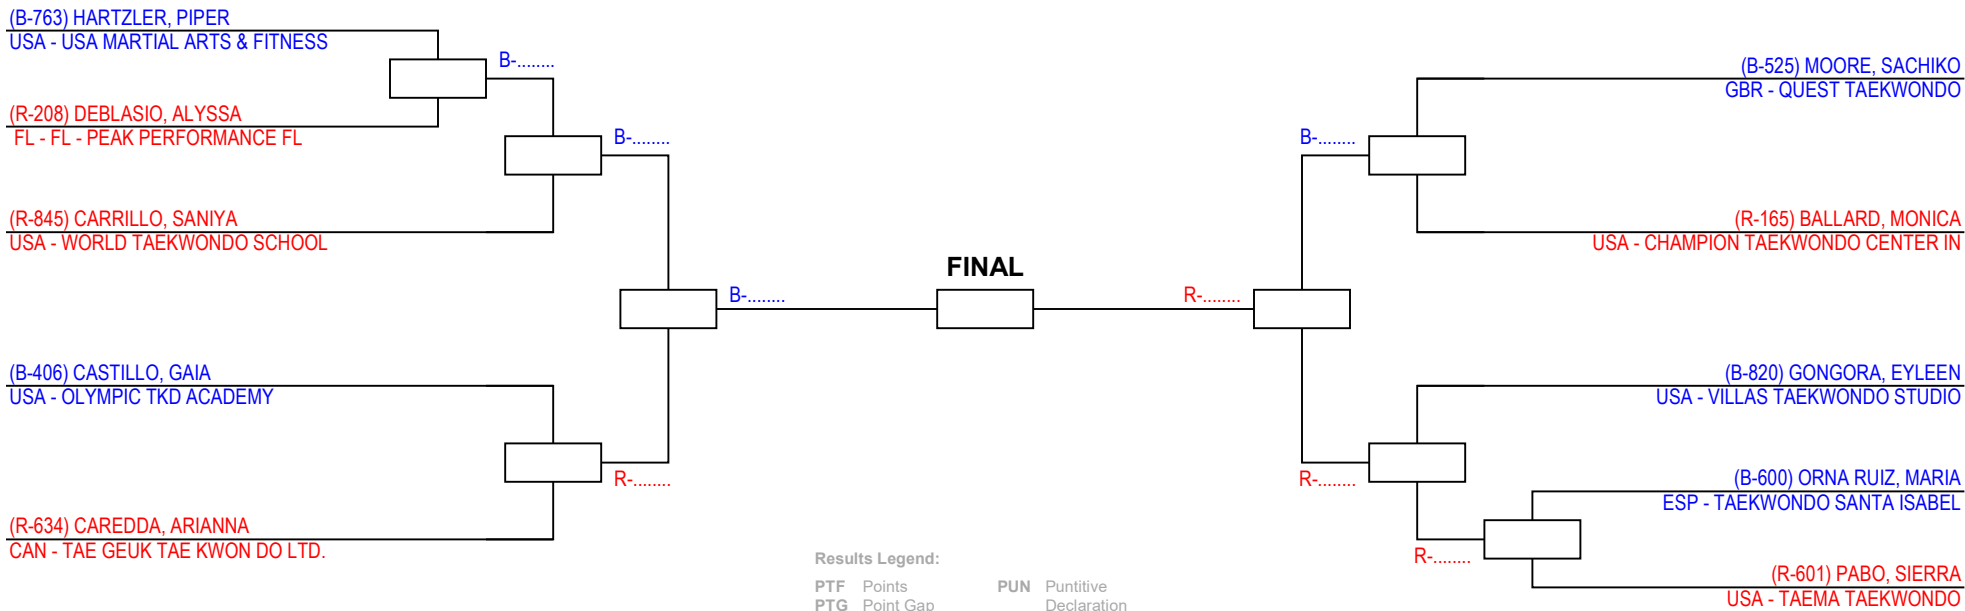 (B-763) HARTZLER, PIPER
USA - USA MARTIAL ARTS & FITNESS
B-........
(R-208) DEBLASIO, ALYSSA
FL - FL - PEAK PERFORMANCE FL
B-........
(R-845) CARRILLO, SANIYA
USA - WORLD TAEKWONDO SCHOOL
B-........
(B-406) CASTILLO, GAIA
USA - OLYMPIC TKD ACADEMY
R-........
(R-634) CAREDDA, ARIANNA
CAN - TAE GEUK TAE KWON DO LTD.
FINAL
(B-525) MOORE, SACHIKO
GBR - QUEST TAEKWONDO
B-........
(R-165) BALLARD, MONICA
USA - CHAMPION TAEKWONDO CENTER IN
R-........
(B-820) GONGORA, EYLEEN
USA - VILLAS TAEKWONDO STUDIO
R-........
(B-600) ORNA RUIZ, MARIA
ESP - TAEKWONDO SANTA ISABEL
R-........
(R-601) PABO, SIERRA
USA - TAEMA TAEKWONDO
Results Legend:
PTF Points PUN Puntitive
PTG Point Gap Declaration